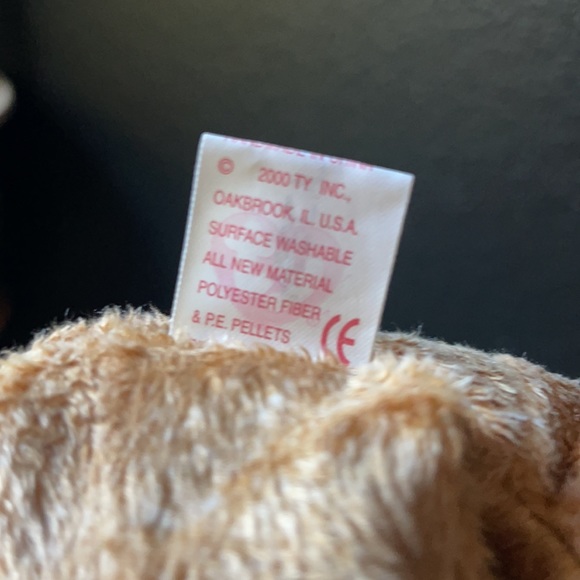 © 2000 TY INC.,
OAKBROOK, IL. U.S.A.
SURFACE WASHABLE
ALL NEW MATERIAL
POLYESTER FIBER
& P.E. PELLETS
CE